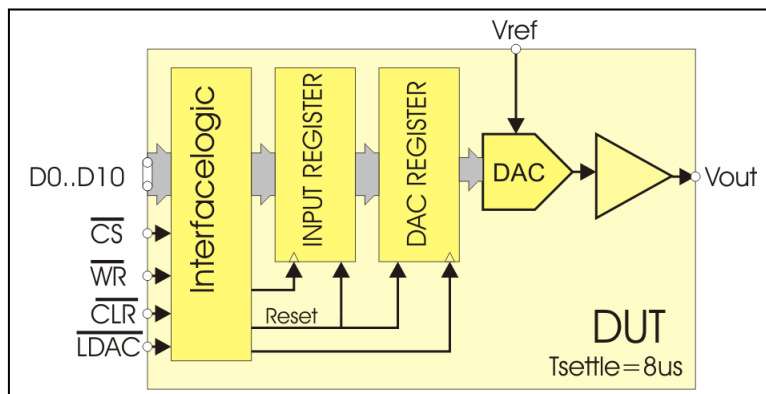 Vref
D0..D10
CS
WR
CLR
LDAC
Interfacelogic
INPUT REGISTER
DAC REGISTER
DAC
Vout
Reset
DUT
Tsettle=8us